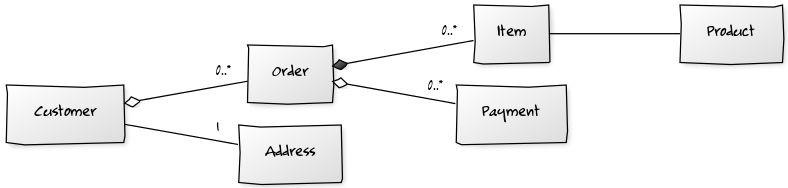 0..*
Item
Product
0..*
Order
0..*
Payment
Customer
1
Address